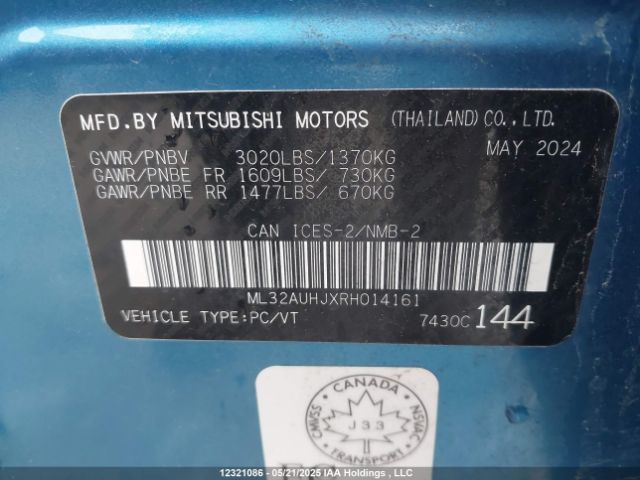 MFD.BY MITSUBISHI MOTORS (THAILAND)CO.,LTD.
GVWR/PNBV 3020LBS/1370KG MAY 2024
GAWR/PNBE FR 1609LBS/ 730KG
GAWR/PNBE RR 1477LBS/ 670KG
CAN ICES-2/NMB-2
ML32AUHJXRH014161
VEHICLE TYPE:PC/VT 7430C 144
CANADA
CMVSS J33 NSVAC
TRANSPORT
12321086 - 05/21/2025 IAA Holdings , LLC